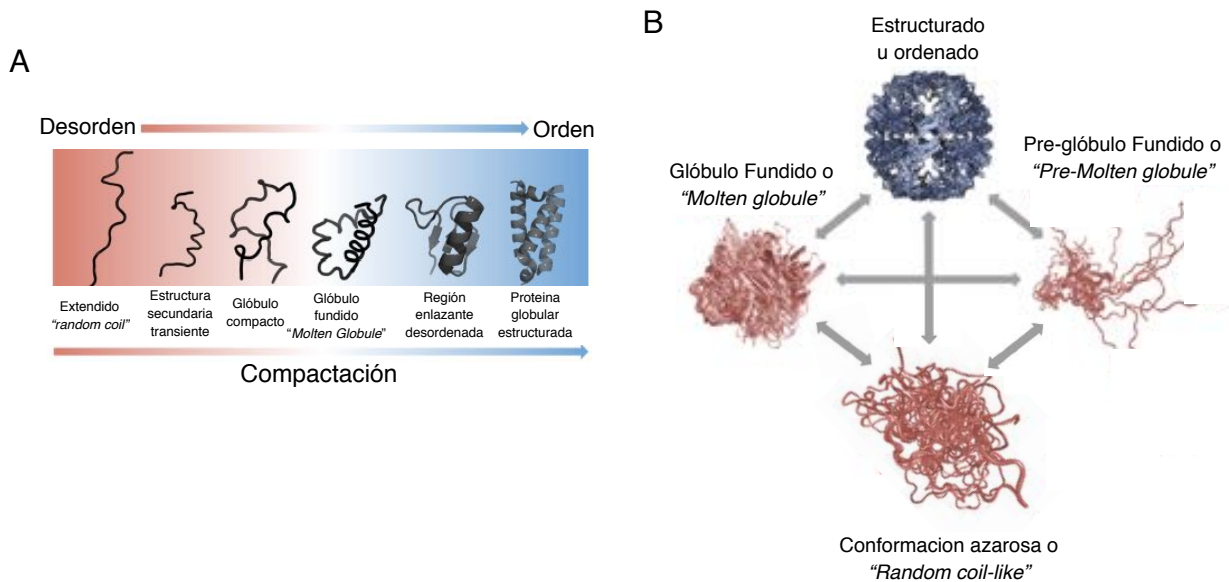 A
Desorden
Orden
Extendido
“random coil”
Estructura
secundaria
transiente
Glóbulo
compacto
Glóbulo
fundido
“Molten Globule”
Región
enlazante
desordenada
Proteina
globular
estructurada
Compactación
B
Estructurado
u ordenado
Glóbulo Fundido o
“Molten globule”
Pre-glóbulo Fundido o
“Pre-Molten globule”
Conformacion azarosa o
“Random coil-like”